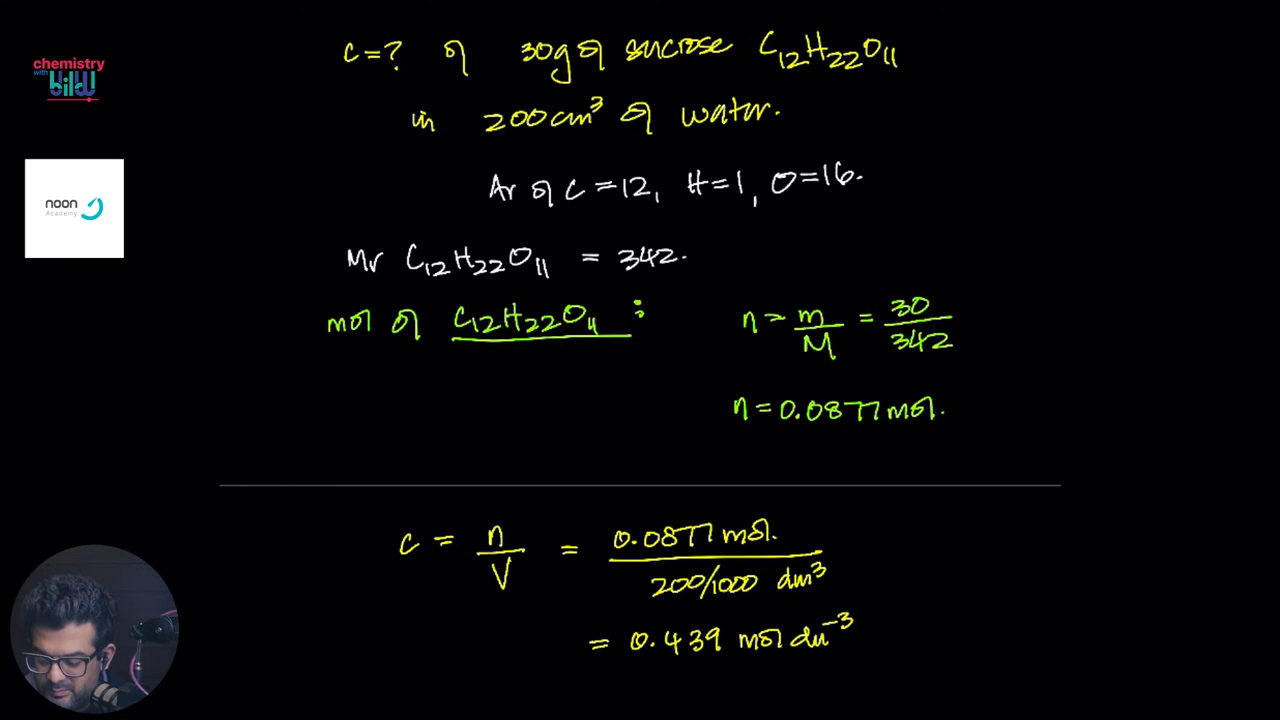 chemistry
with
bildu
noon
Academy
c=? of 30g of sucrose C₁₂H₂₂O₁₁
in 200cm³ of water.
Ar of C=12, H=1, O=16.
Mr C₁₂H₂₂O₁₁ = 342.
mol of C₁₂H₂₂O₁₁ : n = m/M = 30/342
n = 0.0877 mol.
c = n/V = 0.0877 mol. / 200/1000 dm³
= 0.439 mol dm⁻³